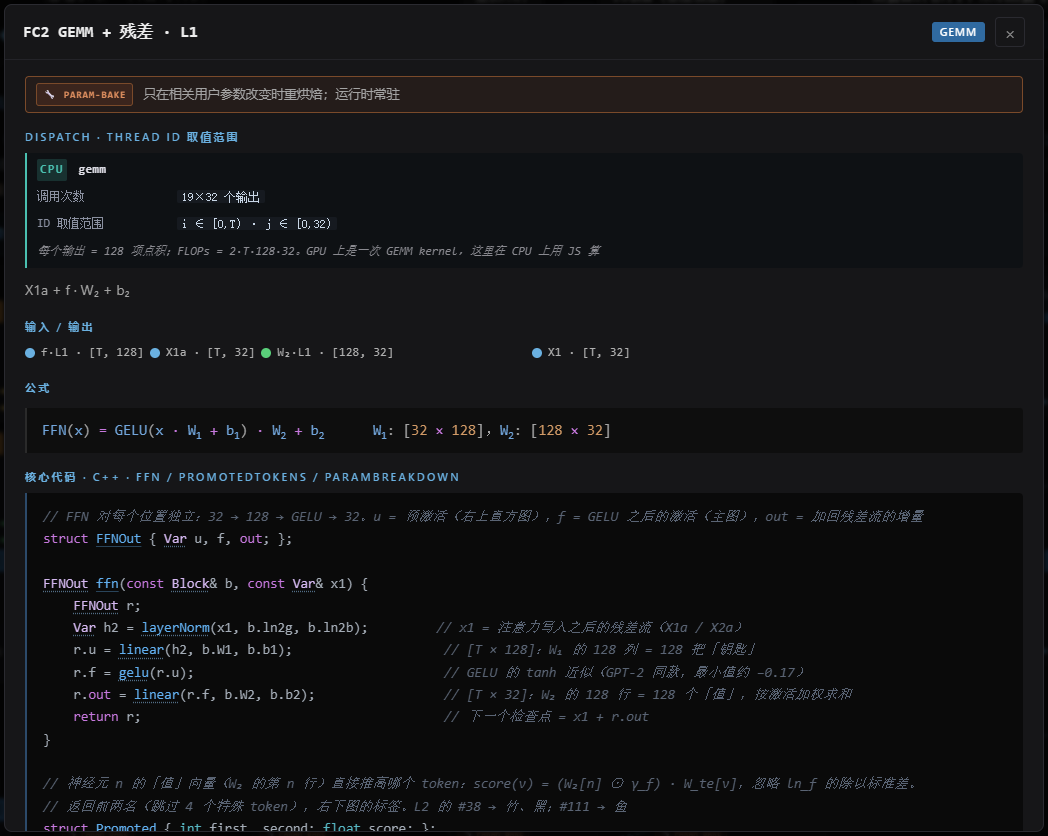 FC2 GEMM + 残差 · L1
GEMM ×
🔧 PARAM-BAKE 只在相关用户参数改变时重烘焙；运行时常驻
DISPATCH · THREAD ID 取值范围
CPU gemm
调用次数 19×32 个输出
ID 取值范围 i ∈ [0,T) · j ∈ [0,32)
每个输出 = 128 项点积；FLOPs = 2·T·128·32。GPU 上是一次 GEMM kernel，这里在 CPU 上用 JS 算
X1a + f·W₂ + b₂
输入 / 输出
f·L1 · [T, 128] X1a · [T, 32] W₂·L1 · [128, 32] X1 · [T, 32]
公式
FFN(x) = GELU(x · W₁ + b₁) · W₂ + b₂ W₁: [32 × 128], W₂: [128 × 32]
核心代码 · C++ · FFN / PROMOTEDTOKENS / PARAMBREAKDOWN
// FFN 对每个位置独立：32 → 128 → GELU → 32。u = 预激活（右上直方图），f = GELU 之后的激活（主图），out = 加回残差流的增量
struct FFNOut { Var u, f, out; };
FFNOut ffn(const Block& b, const Var& x1) {
FFNOut r;
Var h2 = layerNorm(x1, b.ln2g, b.ln2b); // x1 = 注意力写入之后的残差流（X1a / X2a）
r.u = linear(h2, b.W1, b.b1); // [T × 128]：W₁ 的 128 列 = 128 把「钥匙」
r.f = gelu(r.u); // GELU 的 tanh 近似（GPT-2 同款，最小值约 −0.17）
r.out = linear(r.f, b.W2, b.b2); // [T × 32]：W₂ 的 128 行 = 128 个「值」，按激活加权求和
return r; // 下一个检查点 = x1 + r.out
}
// 神经元 n 的「值」向量（W₂ 的第 n 行）直接推高哪个 token：score(v) = (W₂[n] ⊙ γ_f) · W_te[v]，忽略 ln_f 的除以标准差。
// 返回前两名（跳过 4 个特殊 token），右下图的标签。L2 的 #38 → 竹、黑；#111 → 鱼
struct Promoted { int first, second; float score; };